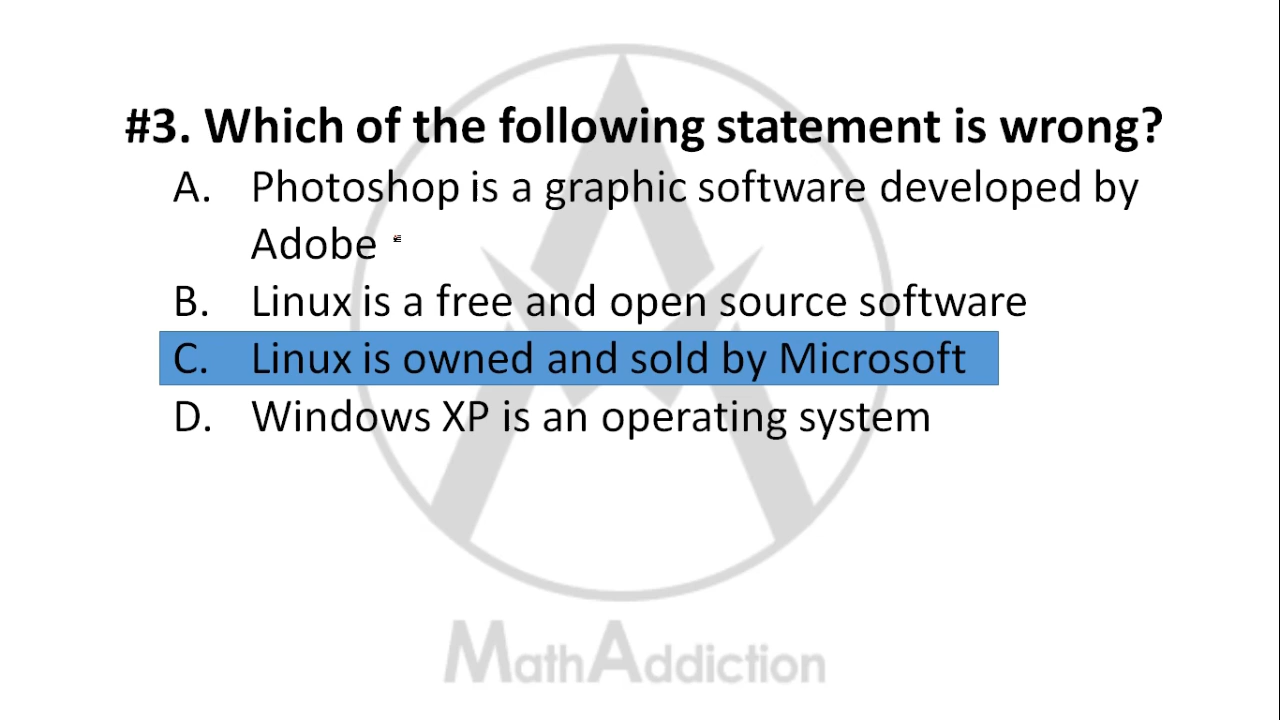 #3. Which of the following statement is wrong?
A. Photoshop is a graphic software developed by
Adobe
B. Linux is a free and open source software
C. Linux is owned and sold by Microsoft
D. Windows XP is an operating system
MathAddiction